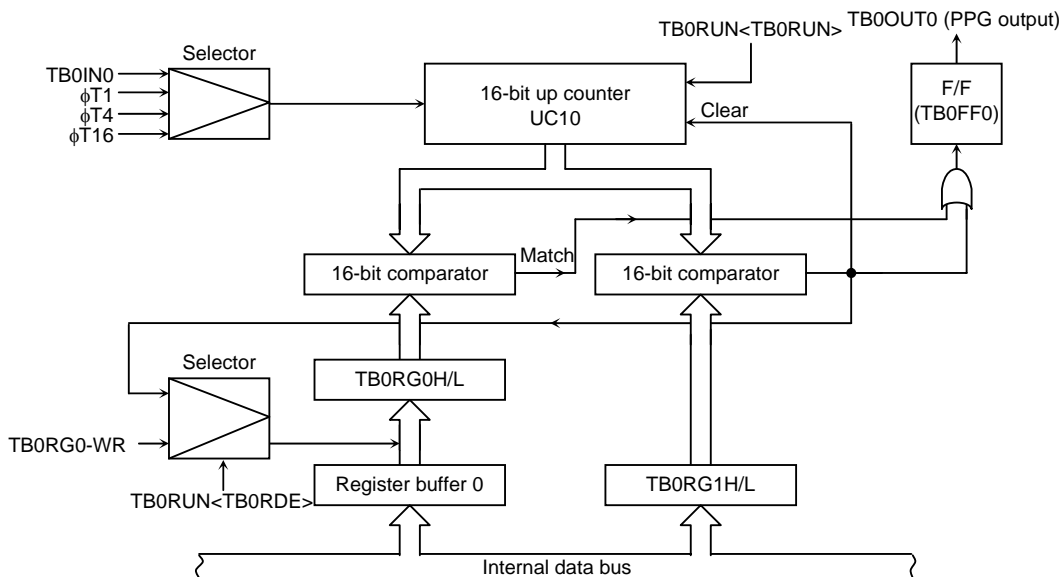 TB0OUT0 (PPG output)
TB0RUN<TB0RUN>
Selector
TB0IN0
ϕT1
ϕT4
ϕT16
16-bit up counter
UC10
Clear
F/F
(TB0FF0)
16-bit comparator
Match
16-bit comparator
Selector
TB0RG0H/L
TB0RG0-WR
TB0RUN<TB0RDE>
Register buffer 0
TB0RG1H/L
Internal data bus